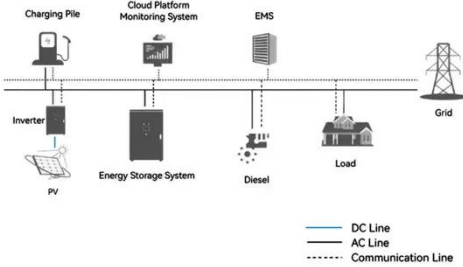 Charging Pile
Cloud Platform
Monitoring System
EMS
Grid
Inverter
PV
Energy Storage System
Diesel
Load
DC Line
AC Line
Communication Line